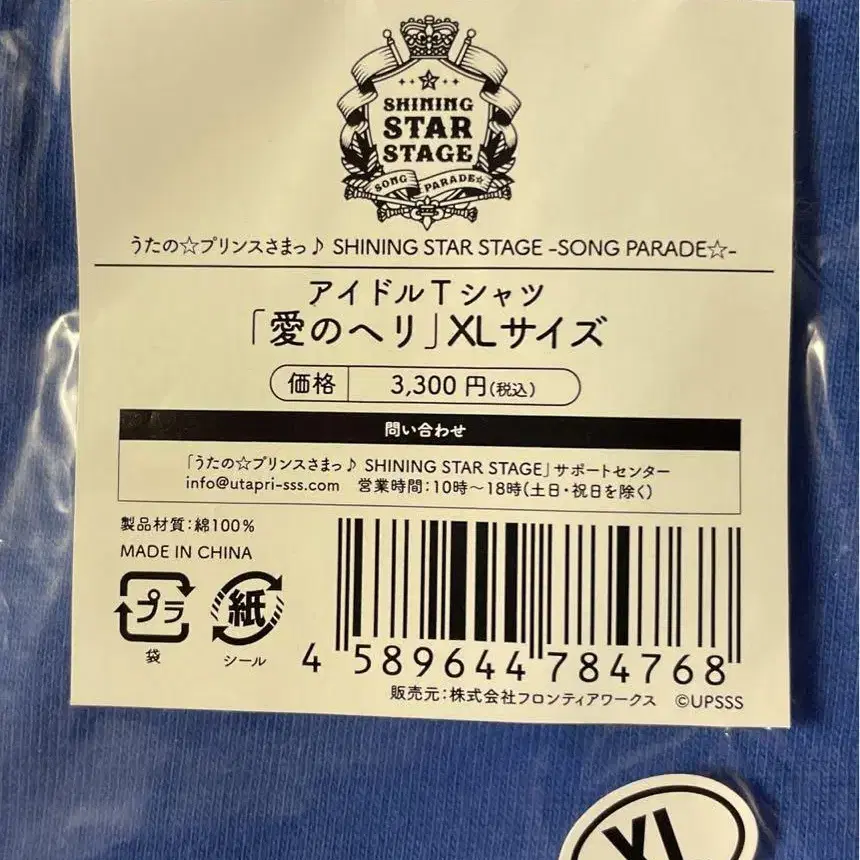 SHINING
STAR
STAGE
SONG PARADE☆
うたの☆プリンスさまっ♪ SHINING STAR STAGE -SONG PARADE☆-
アイドルTシャツ
「愛のヘリ」XLサイズ
価格 3,300円(税込)
問い合わせ
「うたの☆プリンスさまっ♪ SHINING STAR STAGE」サポートセンター
info@utapri-sss.com 営業時間:10時〜18時(土日・祝日を除く)
製品材質:綿100%
MADE IN CHINA
プラ 紙
袋 シール
4 589644 784768
販売元:株式会社フロンティアワークス ©UPSSS
XL